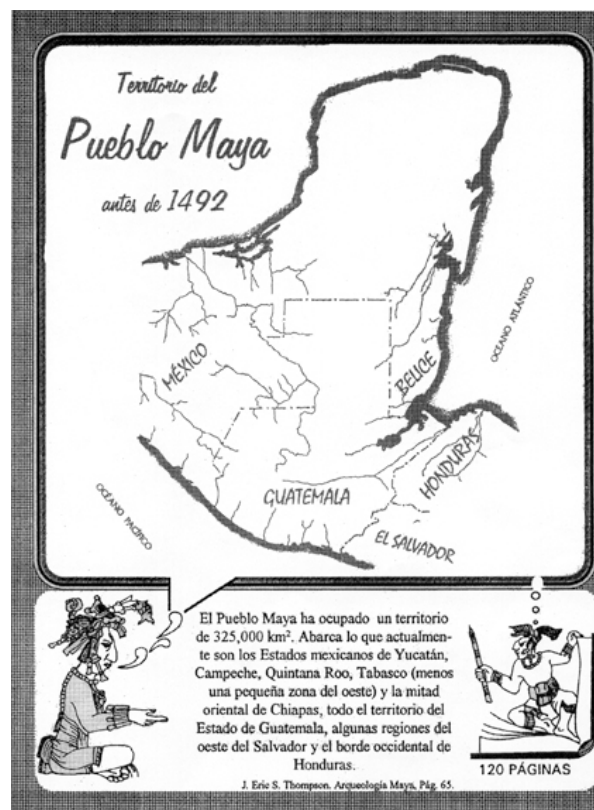 Territorio del
Pueblo Maya
antes de 1492
OCÉANO ATLÁNTICO
MÉXICO
BELICE
HONDURAS
GUATEMALA
EL SALVADOR
OCÉANO PACÍFICO
El Pueblo Maya ha ocupado un territorio
de 325,000 km². Abarca lo que actualmen-
te son los Estados mexicanos de Yucatán,
Campeche, Quintana Roo, Tabasco (menos
una pequeña zona del oeste) y la mitad
oriental de Chiapas, todo el territorio del
Estado de Guatemala, algunas regiones del
oeste del Salvador y el borde occidental de
Honduras.
J. Eric S. Thompson. Arqueología Maya, Pág. 65.
120 PÁGINAS